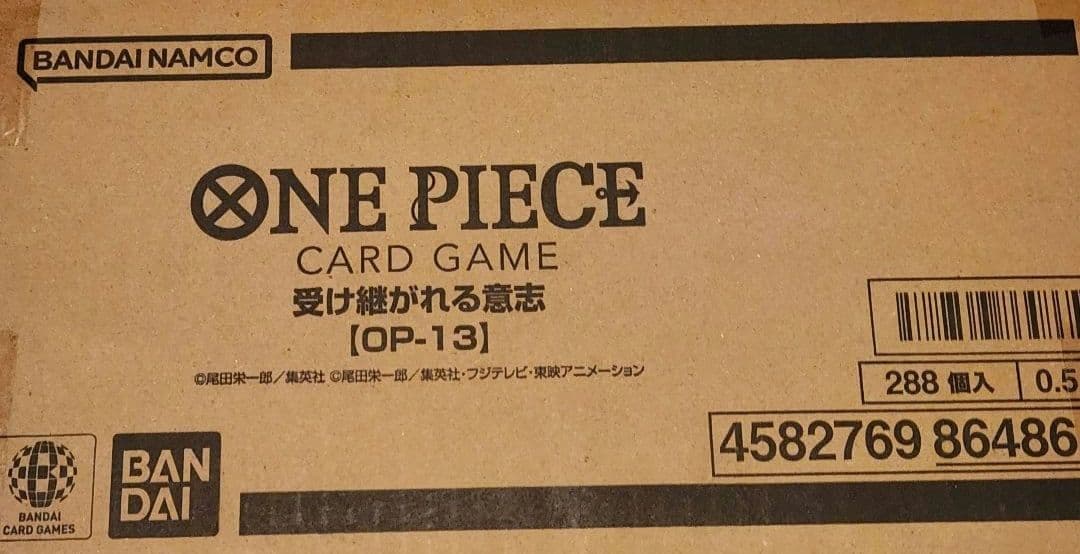 BANDAI NAMCO
ONE PIECE
CARD GAME
受け継がれる意志
【OP-13】
©尾田栄一郎／集英社 ©尾田栄一郎／集英社・フジテレビ・東映アニメーション
288 個入
0.5
4582769 86486
BANDAI
CARD GAMES
BAN
DAI